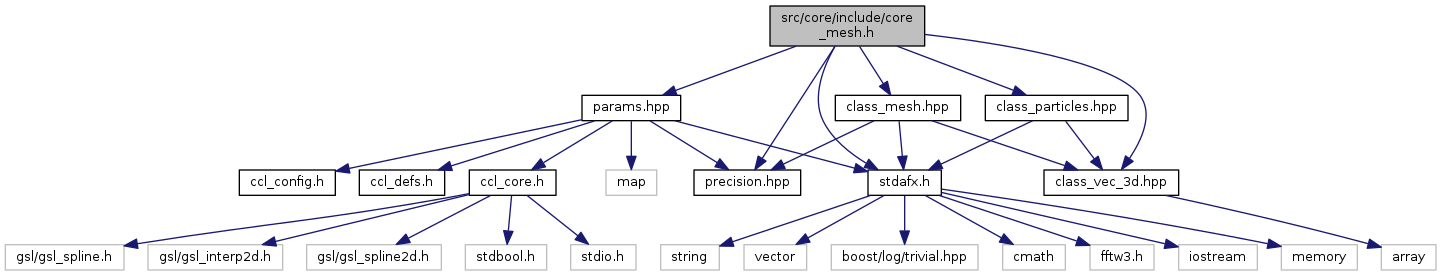 src/core/include/core
_mesh.h
params.hpp
class_mesh.hpp
class_particles.hpp
ccl_config.h
ccl_defs.h
ccl_core.h
map
precision.hpp
stdafx.h
class_vec_3d.hpp
gsl/gsl_spline.h
gsl/gsl_interp2d.h
gsl/gsl_spline2d.h
stdbool.h
stdio.h
string
vector
boost/log/trivial.hpp
cmath
fftw3.h
iostream
memory
array